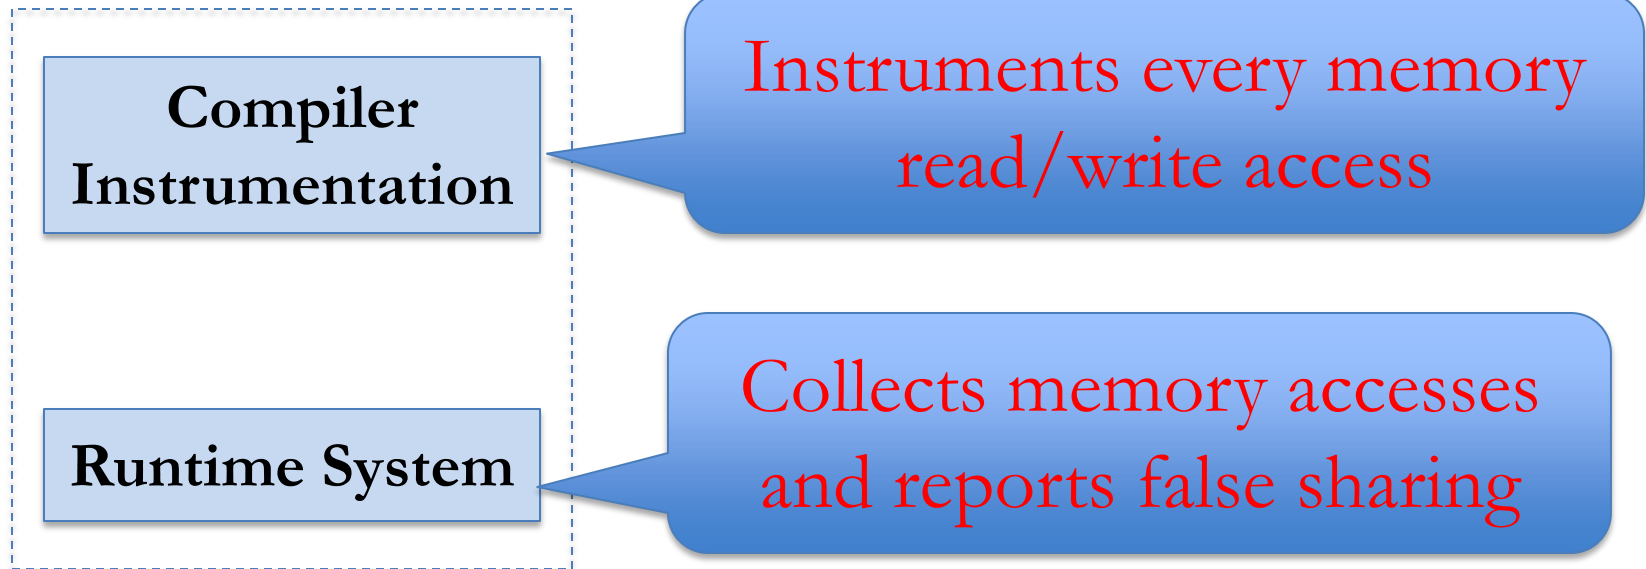 Compiler
Instrumentation
Instruments every memory
read/write access
Runtime System
Collects memory accesses
and reports false sharing